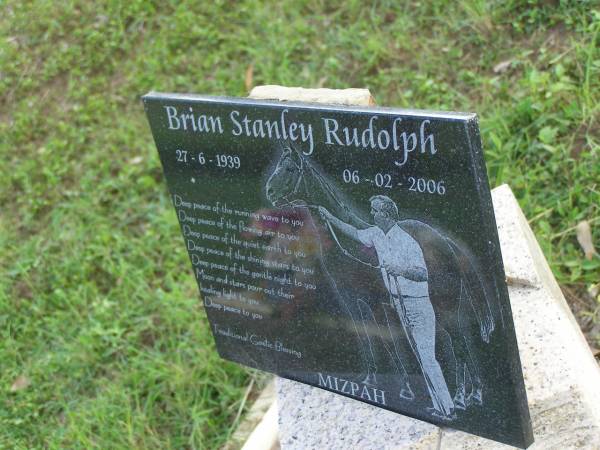 Brian Stanley Rudolph
27 - 6 - 1939
06 -.02 - 2006
Deep peace of the running wave to you
Deep peace of the flowing air to you
Deep peace of the quiet earth to you
Deep peace of the shining stars to you
Deep peace of the gentle night to you
Moon and stars pour out them
healing light to you
Deep peace to you
Traditional Gaelic Blessing
MIZPAH